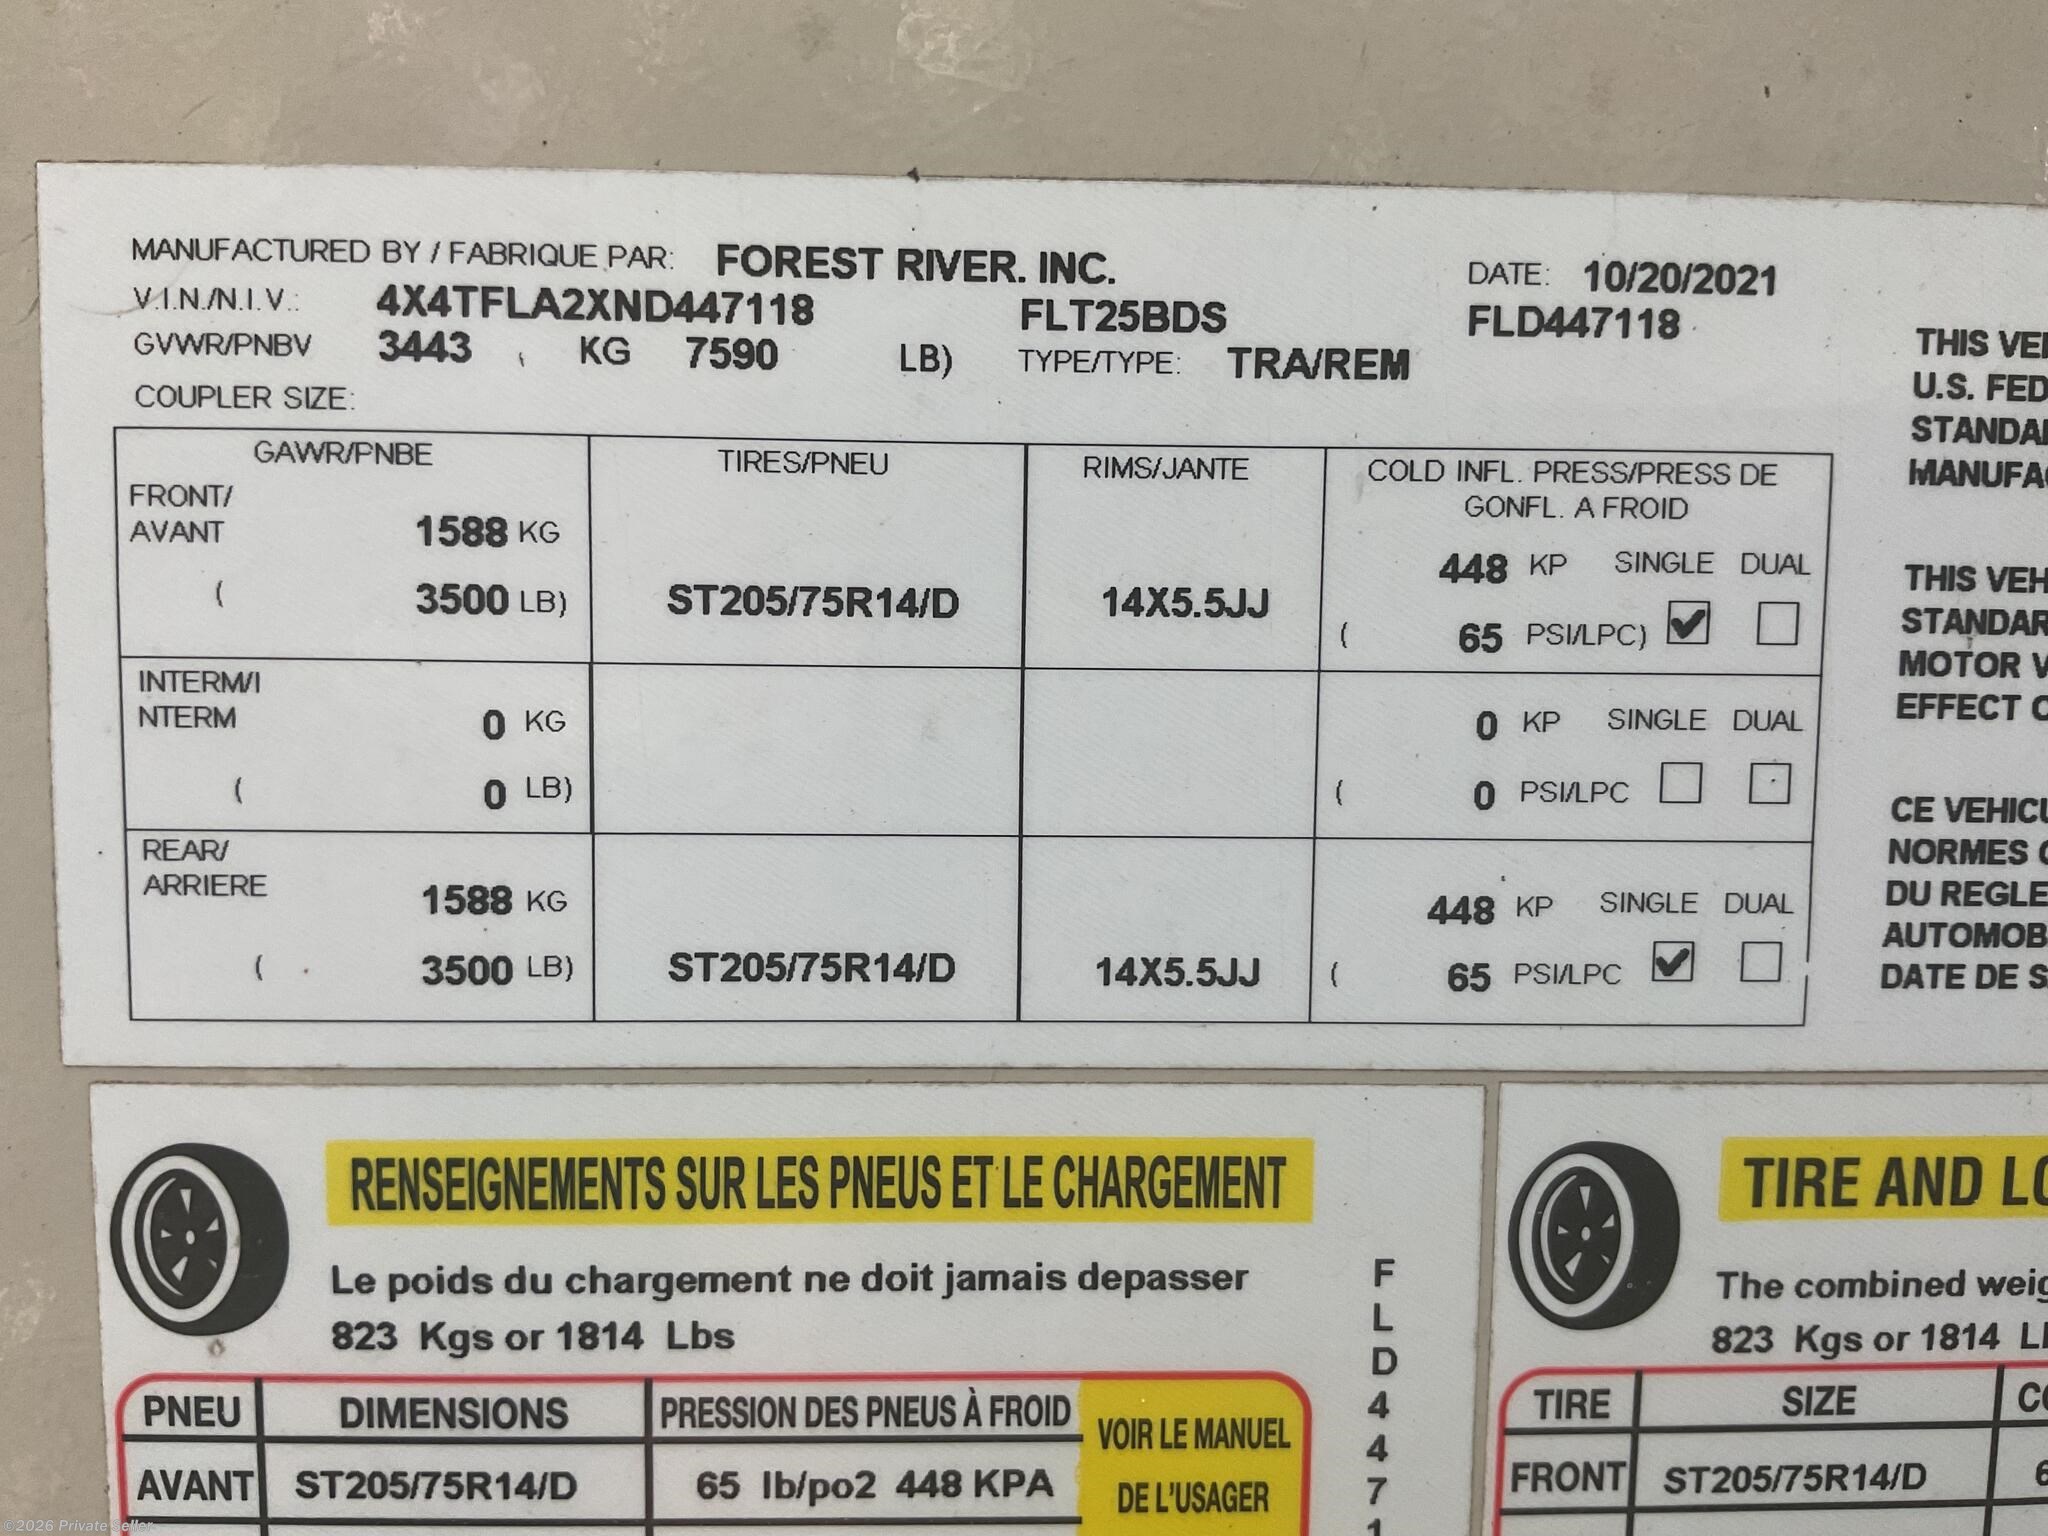 MANUFACTURED BY / FABRIQUE PAR: FOREST RIVER. INC. DATE: 10/20/2021
V.I.N./N.I.V.: 4X4TFLA2XND447118 FLT25BDS FLD447118
GVWR/PNBV 3443 KG 7590 LB) TYPE/TYPE: TRA/REM
COUPLER SIZE:
GAWR/PNBE TIRES/PNEU RIMS/JANTE COLD INFL. PRESS/PRESS DE
GONFL. A FROID
FRONT/
AVANT 1588 KG 448 KP SINGLE DUAL
( 3500 LB) ST205/75R14/D 14X5.5JJ ( 65 PSI/LPC)
INTERM/I
NTERM 0 KG 0 KP SINGLE DUAL
( 0 LB) ( 0 PSI/LPC
REAR/
ARRIERE 1588 KG 448 KP SINGLE DUAL
( 3500 LB) ST205/75R14/D 14X5.5JJ ( 65 PSI/LPC
THIS VEH
U.S. FED
STANDAR
MANUFAC
THIS VEH
STANDAR
MOTOR V
EFFECT O
CE VEHICU
NORMES
DU REGLE
AUTOMOB
DATE DE S
RENSEIGNEMENTS SUR LES PNEUS ET LE CHARGEMENT
Le poids du chargement ne doit jamais depasser
823 Kgs or 1814 Lbs
PNEU DIMENSIONS PRESSION DES PNEUS À FROID VOIR LE MANUEL
DE L'USAGER
AVANT ST205/75R14/D 65 lb/po2 448 KPA
F
L
D
4
4
7
1
TIRE AND LO
The combined weig
823 Kgs or 1814 L
TIRE SIZE CO
FRONT ST205/75R14/D 6
©2026 Private Seller